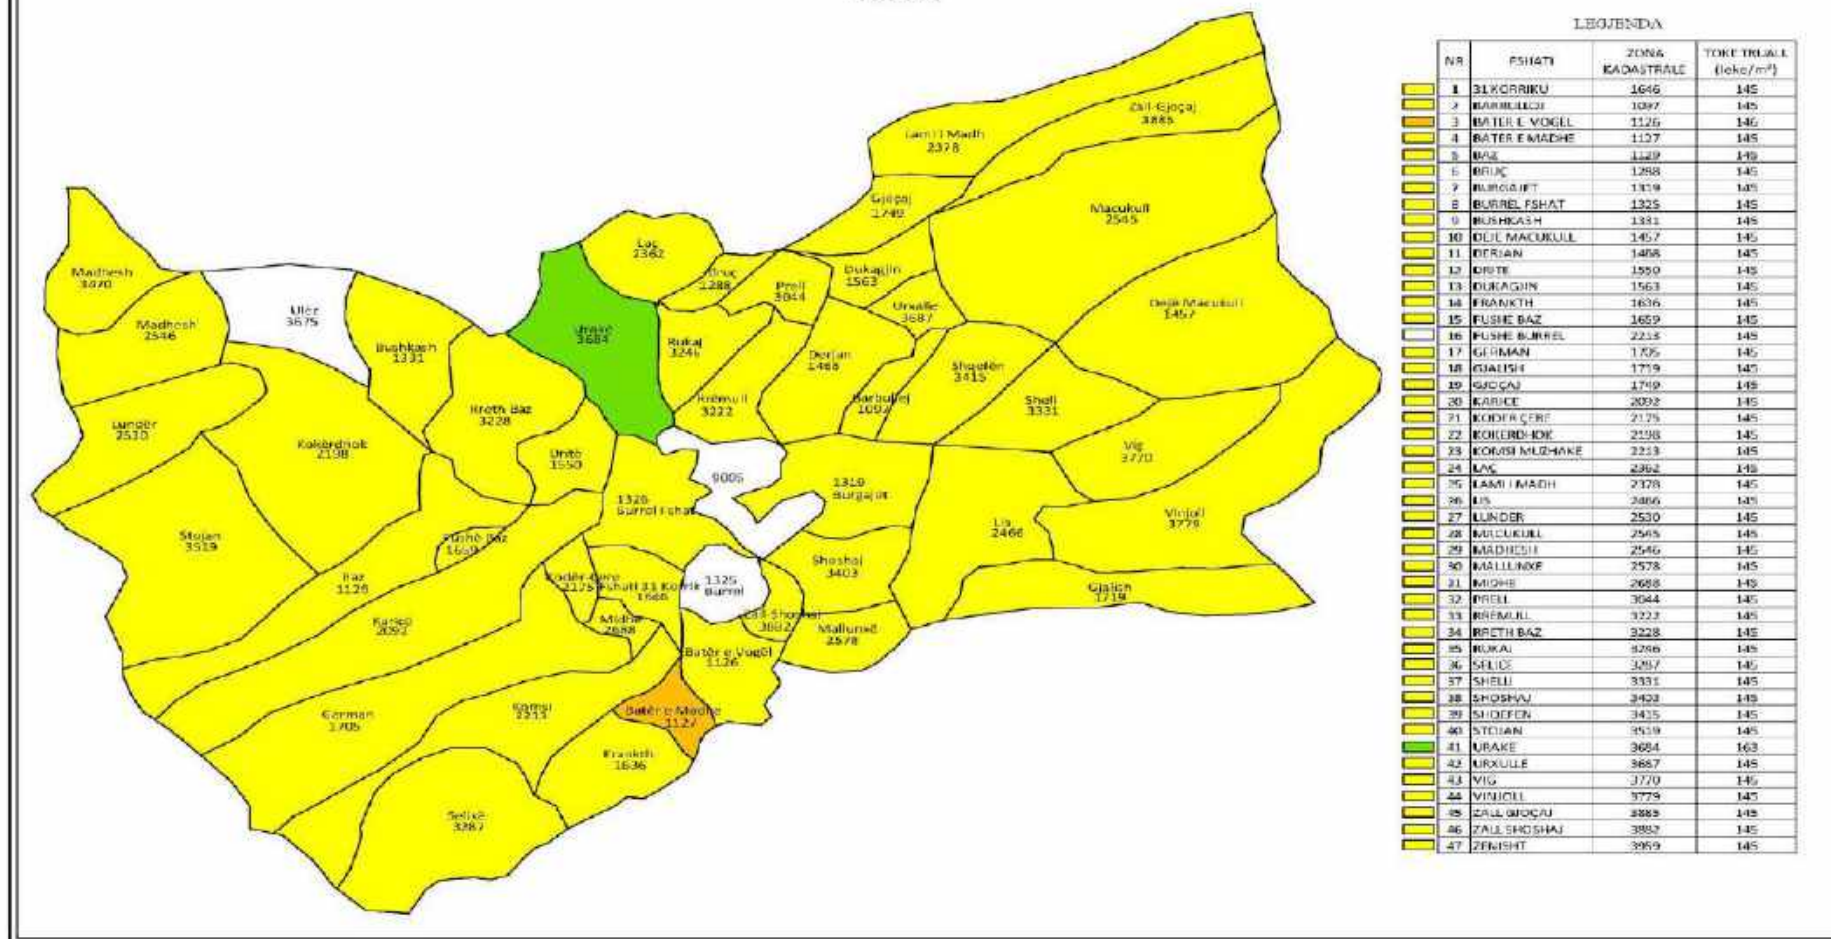 LEGJENDA
NR FSHATI ZONA KADASTRALE TOKE TRUALL (leke/m²)
1 31 KORRIKU 1646 145
2 BARBULLEJ 1097 145
3 BATER E VOGEL 1126 146
4 BATER E MADHE 1127 145
5 BAZ 1129 145
6 BRUÇ 1288 145
7 BURGAJET 1319 145
8 BURREL FSHAT 1325 145
9 BUSHKASH 1331 145
10 DEJE MACUKULL 1457 145
11 DERJAN 1468 145
12 DRITE 1550 145
13 DUKAGJIN 1563 145
14 FRANKTH 1636 145
15 FUSHE BAZ 1659 145
16 FUSHE BURREL 2213 145
17 GERMAN 1705 145
18 GJALISH 1719 145
19 GJOÇAJ 1749 145
20 KARICE 2092 145
21 KODER ÇERE 2175 145
22 KOKERDHOK 2198 145
23 KOMSI MUZHAKE 2213 145
24 LAÇ 2362 145
25 LAMI I MADH 2378 145
26 LIS 2466 145
27 LUNDER 2530 145
28 MACUKULL 2545 145
29 MADHESH 2546 145
30 MALLUNXE 2578 145
31 MIDHE 2688 145
32 PRELL 3044 145
33 RREMULL 3222 145
34 RRETH BAZ 3228 145
35 RUKAJ 3246 145
36 SELICE 3287 145
37 SHELLI 3331 145
38 SHOSHAJ 3403 145
39 SHQEFEN 3415 145
40 STOJAN 3519 145
41 URAKE 3684 163
42 URXULLE 3687 145
43 VIG 3770 145
44 VINJOLL 3779 145
45 ZALL GJOÇAJ 3885 145
46 ZALL SHOSHAJ 3882 145
47 ZENISHT 3959 145
Zall-Gjoçaj
3885
Lami i Madh
2378
Gjoçaj
1749
Macukull
2545
Laç
2362
Bruç
1288
Prell
3044
Dukagjin
1563
Urxalle
3687
Dejë Macukull
1457
Madhesh
3470
Madhesh
2546
Ulëz
3675
Bushkash
1331
Urakë
3684
Rukaj
3246
Derjan
1468
Shqefën
3415
Rrëmull
3222
Barbullej
1097
Shell
3331
Rreth Baz
3228
Lundër
2530
Kokërdhok
2198
Dritë
1550
Vig
3770
9005
1319
Burgajet
1326
Burrel Fshat
Stojan
3519
Fushë Baz
1659
Lis
2466
Vinjoll
3779
Baz
1129
Kodër-Çere
2175
Fshati 31 Korrik
1646
1325
Burrel
Shoshaj
3403
Gjalish
1719
Karicë
2092
Midhë
2688
Zall-Shoshaj
3882
Mallunxë
2578
Batër e Vogël
1126
German
1705
Komsi
2213
Batër e Madhe
1127
Frankth
1636
Selixë
3287